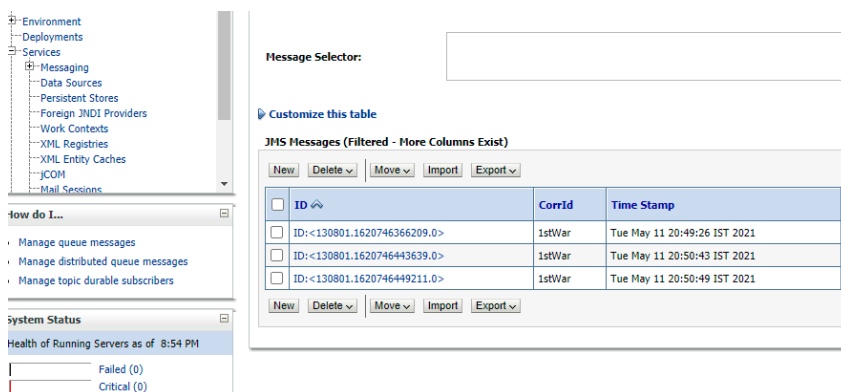 Environment
Deployments
Services
Messaging
Data Sources
Persistent Stores
Foreign JNDI Providers
Work Contexts
XML Registries
XML Entity Caches
jCOM
Mail Sessions
How do I...
Manage queue messages
Manage distributed queue messages
Manage topic durable subscribers
System Status
Health of Running Servers as of 8:54 PM
Failed (0)
Critical (0)
Message Selector:
Customize this table
JMS Messages (Filtered - More Columns Exist)
New Delete Move Import Export
ID CorrId Time Stamp
ID:<130801.1620746366209.0> 1stWar Tue May 11 20:49:26 IST 2021
ID:<130801.1620746443639.0> 1stWar Tue May 11 20:50:43 IST 2021
ID:<130801.1620746449211.0> 1stWar Tue May 11 20:50:49 IST 2021
New Delete Move Import Export